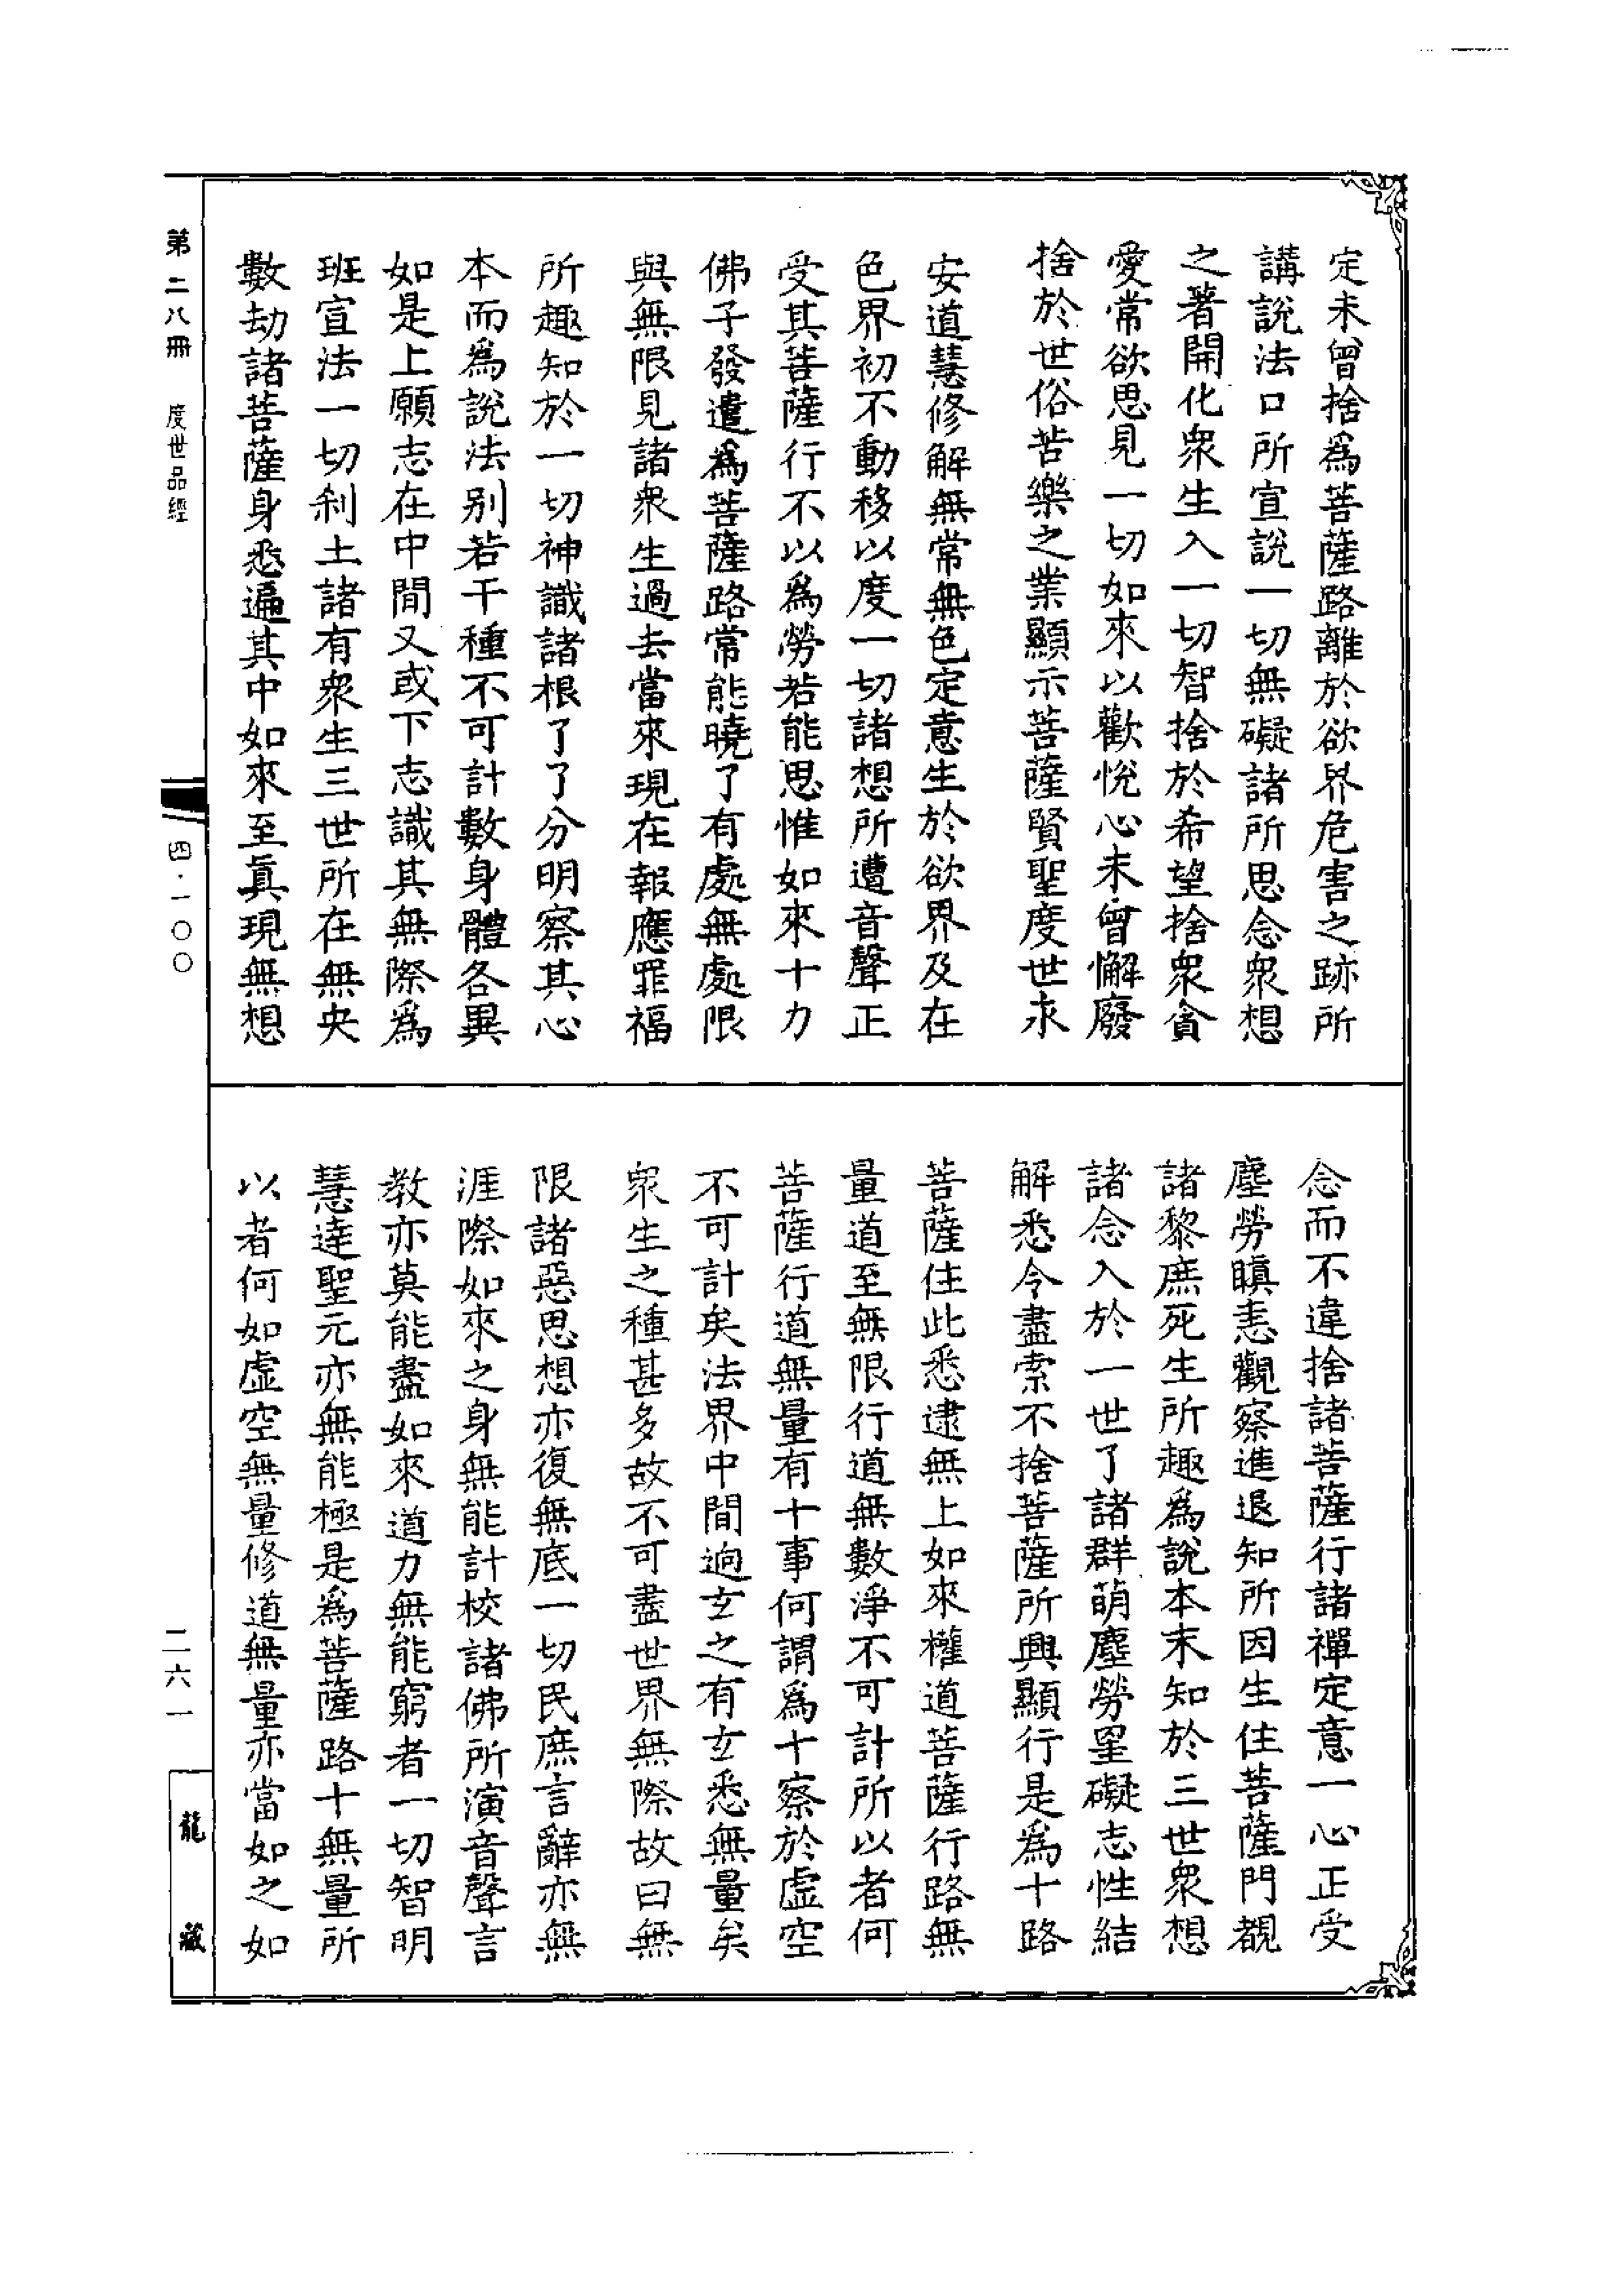 定未曾捨爲菩薩路離於欲界危害之跡所
講說法口所宣說一切無礙諸所思念衆想
之著開化衆生入一切智捨於希望捨衆貪
愛常欲思見一切如來以歡悅心未曾懈廢
捨於世俗苦樂之業顯示菩薩賢聖度世永
安道慧修解無常無色定意生於欲界及在
色界初不動移以度一切諸想所遭音聲正
受其菩薩行不以爲勞若能思惟如來十力
佛子發遣爲菩薩路常能曉了有處無處限
與無限見諸衆生過去當來現在報應罪福
所趣知於一切神識諸根了了分明察其心
本而爲說法别若干種不可計數身體各異
如是上願志在中間又或下志識其無際爲
班宣法一切刹土諸有衆生三世所在無央
數劫諸菩薩身悉遍其中如來至真現無想
念而不違捨諸菩薩行諸禪定意一心正受
塵勞瞋恚觀察進退知所因生住菩薩門覩
諸黎庶死生所趣爲說本末知於三世衆想
諸念入於一世了諸群萌塵勞罣礙志性結
解悉令盡索不捨菩薩所興顯行是爲十路
菩薩住此悉逮無上如來權道菩薩行路無
量道至無限行道無數淨不可計所以者何
菩薩行道無量有十事何謂爲十察於虛空
不可計矣法界中間逈玄之有玄悉無量矣
衆生之種甚多故不可盡世界無際故曰無
限諸惡思想亦復無底一切民庶言辭亦無
涯際如來之身無能計校諸佛所演音聲言
教亦莫能盡如來道力無能窮者一切智明
慧達聖元亦無能極是爲菩薩路十無量所
以者何如虛空無量修道無量亦當如之如
第二八冊 度世品經
四·一〇〇
二六一
龍藏